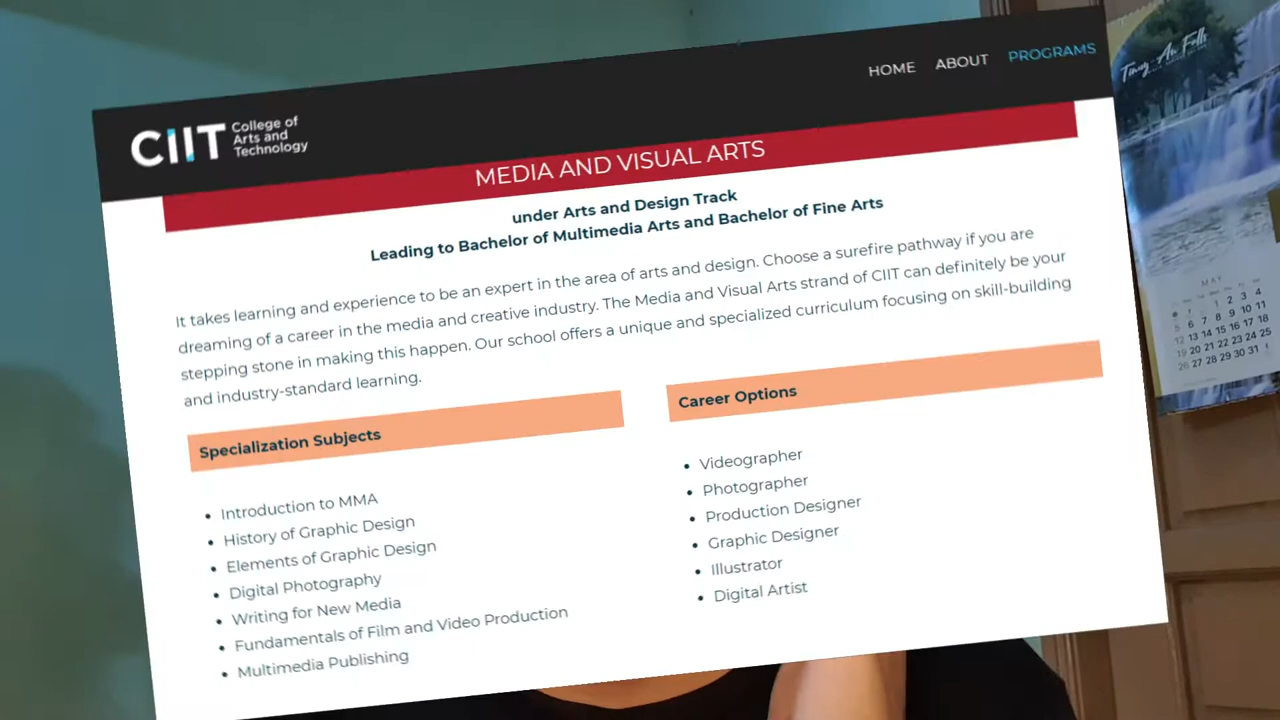 HOME ABOUT PROGRAMS
CIIT College of
Arts and
Technology
MEDIA AND VISUAL ARTS
under Arts and Design Track
Leading to Bachelor of Multimedia Arts and Bachelor of Fine Arts
It takes learning and experience to be an expert in the area of arts and design. Choose a surefire pathway if you are
dreaming of a career in the media and creative industry. The Media and Visual Arts strand of CIIT can definitely be your
stepping stone in making this happen. Our school offers a unique and specialized curriculum focusing on skill-building
and industry-standard learning.
Specialization Subjects
• Introduction to MMA
• History of Graphic Design
• Elements of Graphic Design
• Digital Photography
• Writing for New Media
• Fundamentals of Film and Video Production
• Multimedia Publishing
Career Options
• Videographer
• Photographer
• Production Designer
• Graphic Designer
• Illustrator
• Digital Artist
MAY
1 2 3 4
5 6 7 8 9 10 11
12 13 14 15 16 17 18
19 20 21 22 23 24 25
26 27 28 29 30 31